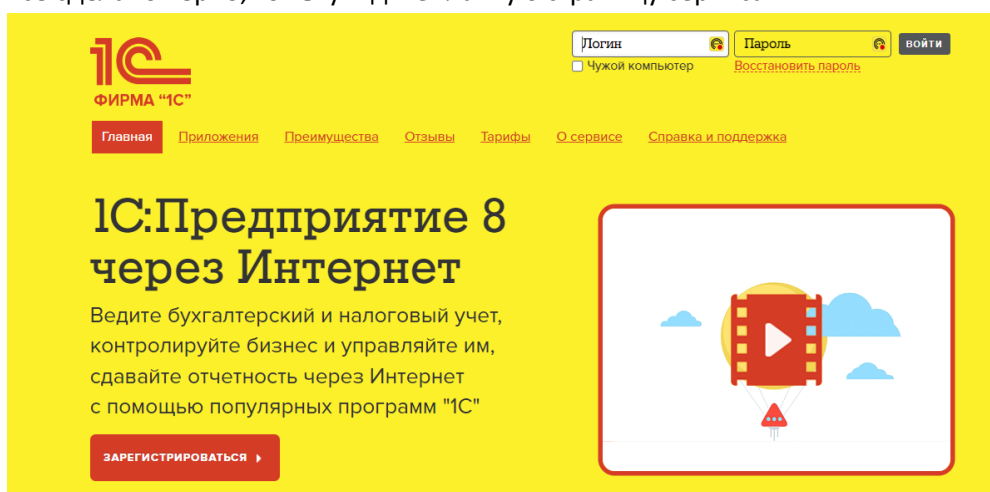 1С
ФИРМА "1С"
Логин
Пароль
ВОЙТИ
Чужой компьютер
Восстановить пароль
Главная
Приложения
Преимущества
Отзывы
Тарифы
О сервисе
Справка и поддержка
1С:Предприятие 8
через Интернет
Ведите бухгалтерский и налоговый учет,
контролируйте бизнес и управляйте им,
сдавайте отчетность через Интернет
с помощью популярных программ "1С"
ЗАРЕГИСТРИРОВАТЬСЯ